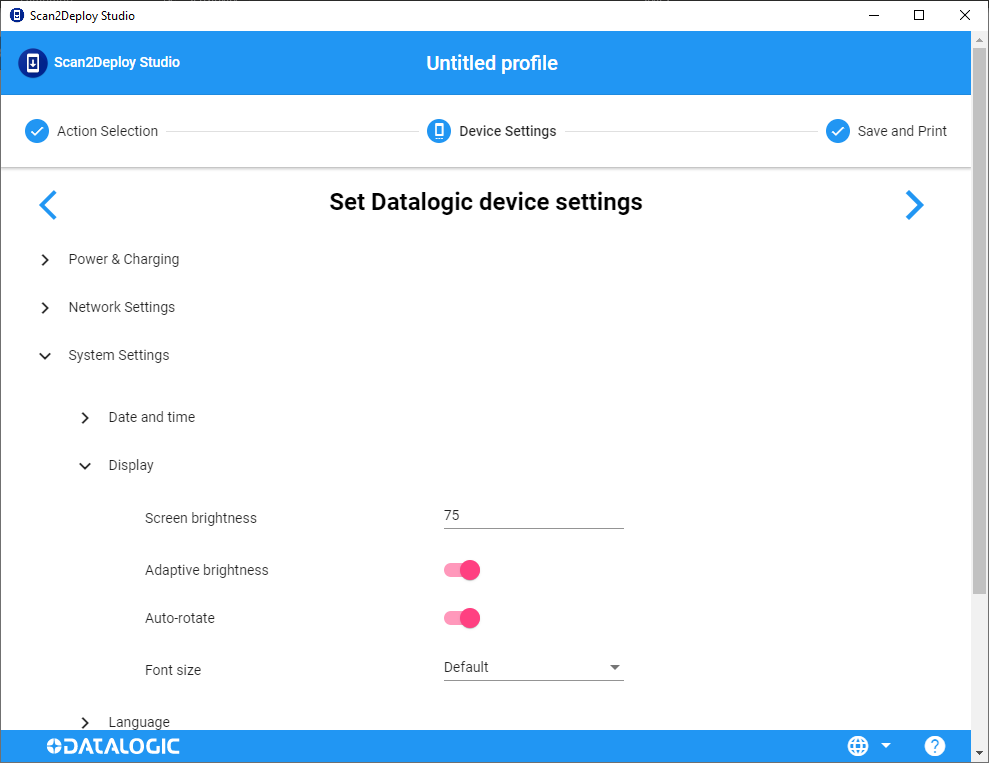 Scan2Deploy Studio
Scan2Deploy Studio
Untitled profile
Action Selection
Device Settings
Save and Print
Set Datalogic device settings
Power & Charging
Network Settings
System Settings
Date and time
Display
Screen brightness
75
Adaptive brightness
Auto-rotate
Font size
Default
Language
DATALOGIC
?